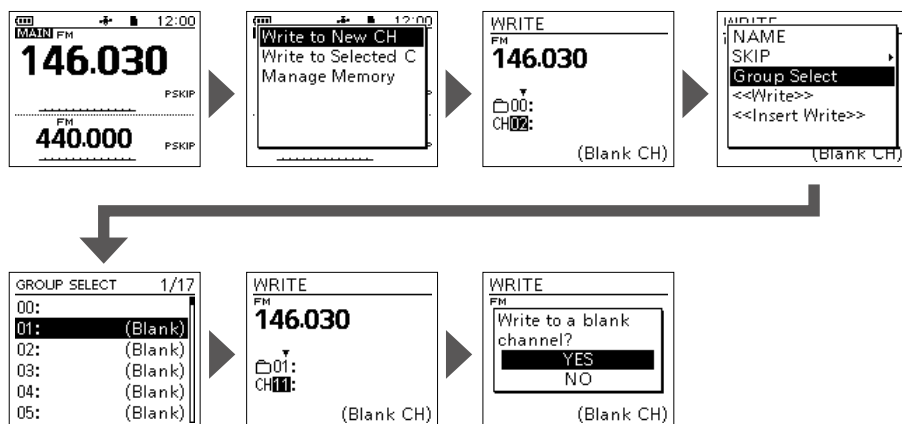 12:00
MAIN FM
146.030
PSKIP
FM
440.000
PSKIP
12:00
Write to New CH
Write to Selected C
Manage Memory
WRITE
FM
146.030
00:
CH02:
(Blank CH)
WRITE
NAME
SKIP
Group Select
<<Write>>
<<Insert Write>>
(Blank CH)
GROUP SELECT 1/17
00:
01: (Blank)
02: (Blank)
03: (Blank)
04: (Blank)
05: (Blank)
WRITE
FM
146.030
01:
CH11:
(Blank CH)
WRITE
FM
Write to a blank
channel?
YES
NO
(Blank CH)